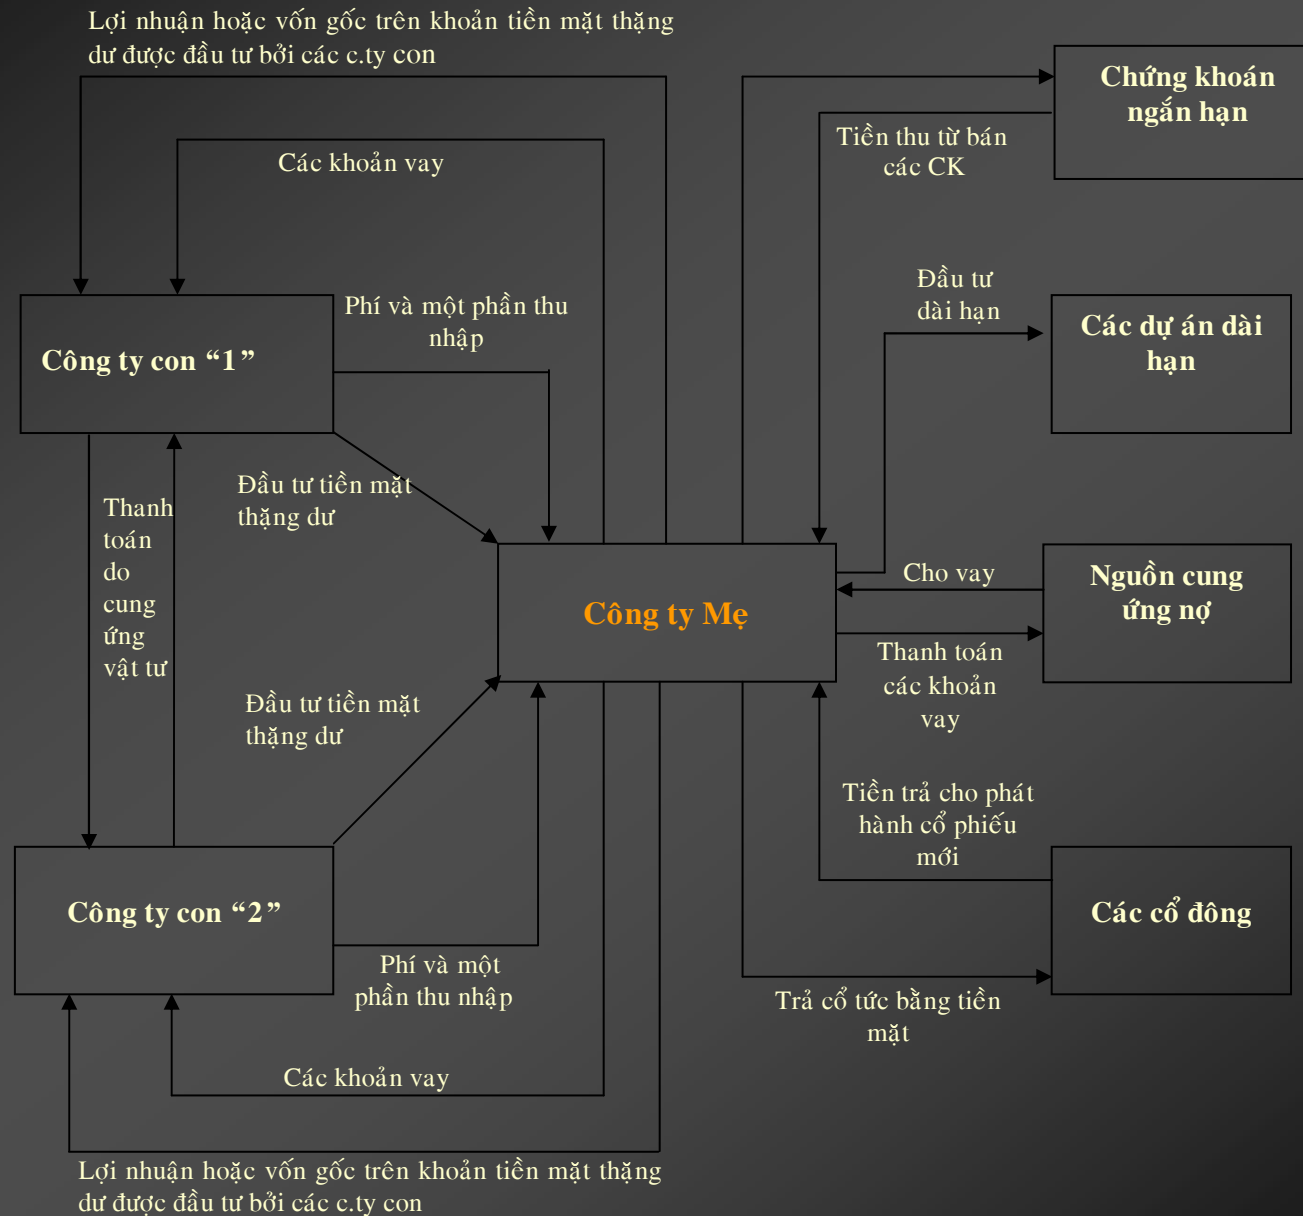 Lợi nhuận hoặc vốn gốc trên khoản tiền mặt thặng
dư được đầu tư bởi các c.ty con
Chứng khoán
ngắn hạn
Tiền thu từ bán
các CK
Các khoản vay
Đầu tư
dài hạn
Các dự án dài
hạn
Phí và một phần thu
nhập
Công ty con “1”
Đầu tư tiền mặt
thặng dư
Thanh
toán
do
cung
ứng
vật tư
Cho vay
Nguồn cung
ứng nợ
Công ty Mẹ
Thanh toán
các khoản
vay
Đầu tư tiền mặt
thặng dư
Tiền trả cho phát
hành cổ phiếu
mới
Công ty con “2”
Các cổ đông
Phí và một
phần thu nhập
Trả cổ tức bằng tiền
mặt
Các khoản vay
Lợi nhuận hoặc vốn gốc trên khoản tiền mặt thặng
dư được đầu tư bởi các c.ty con